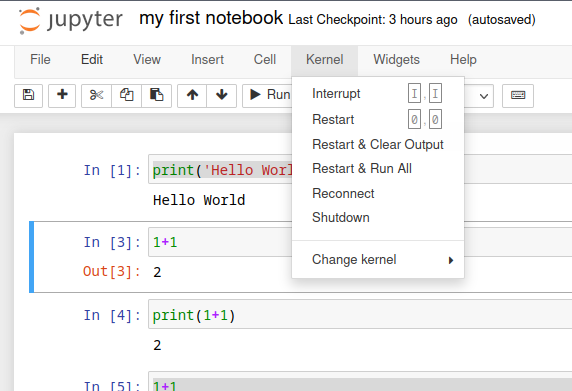 jupyter my first notebook Last Checkpoint: 3 hours ago (autosaved)
File Edit View Insert Cell Kernel Widgets Help
Run
Interrupt I,I
Restart 0,0
Restart & Clear Output
Restart & Run All
Reconnect
Shutdown
Change kernel
In [1]: print('Hello Worl
Hello World
In [3]: 1+1
Out[3]: 2
In [4]: print(1+1)
2
In [5]: 1+1